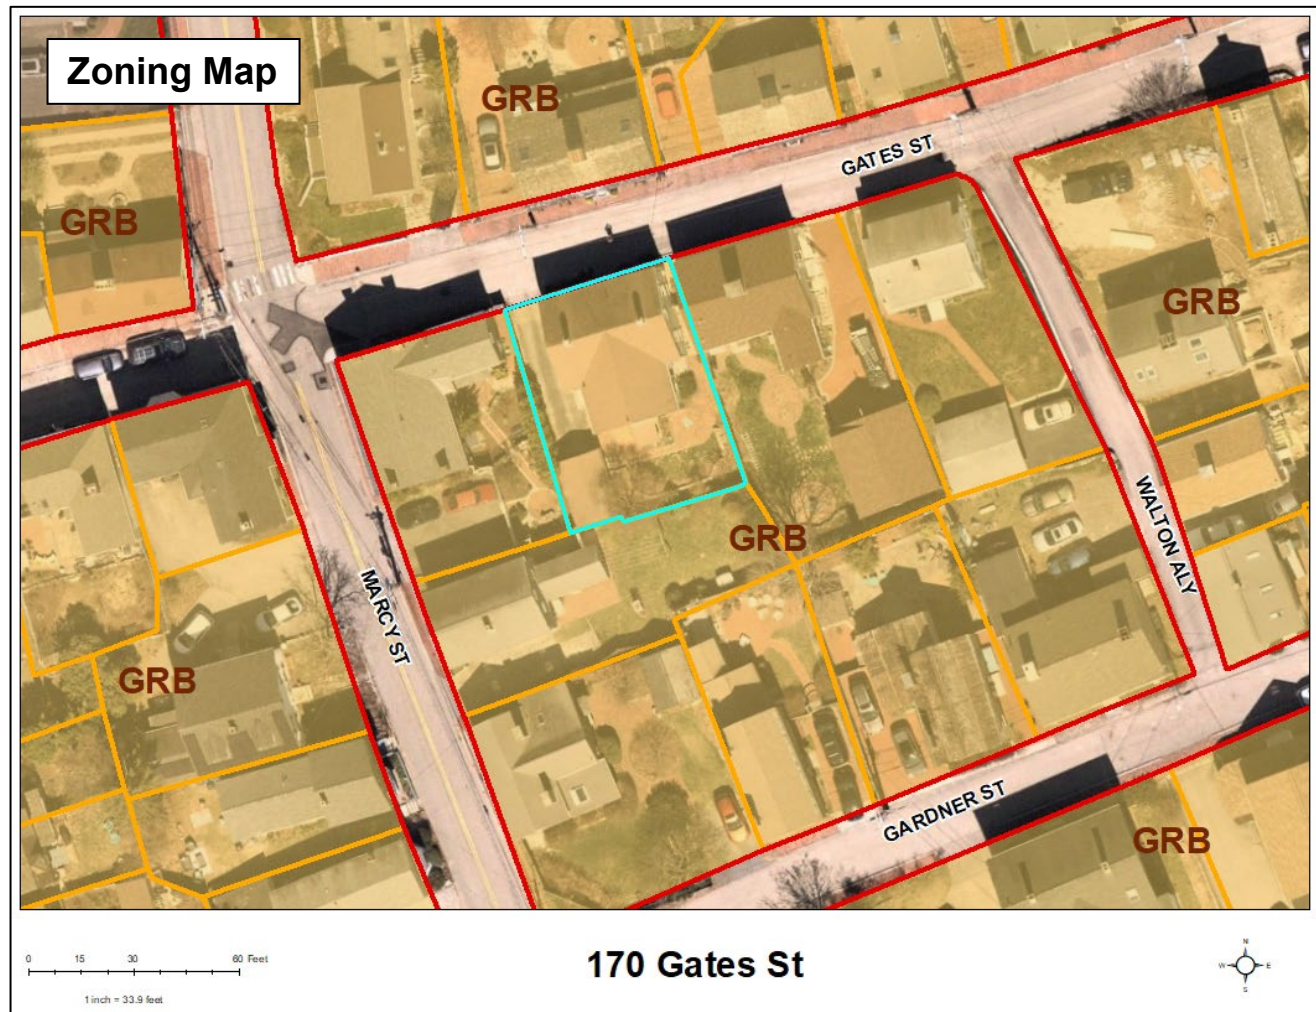 Zoning Map
GRB
GATES ST
GRB
GRB
GRB
WALTON ALY
MARCY ST
GRB
GARDNER ST
GRB
0 15 30 60 Feet
1 inch = 33.9 feet
170 Gates St
N
W E
S